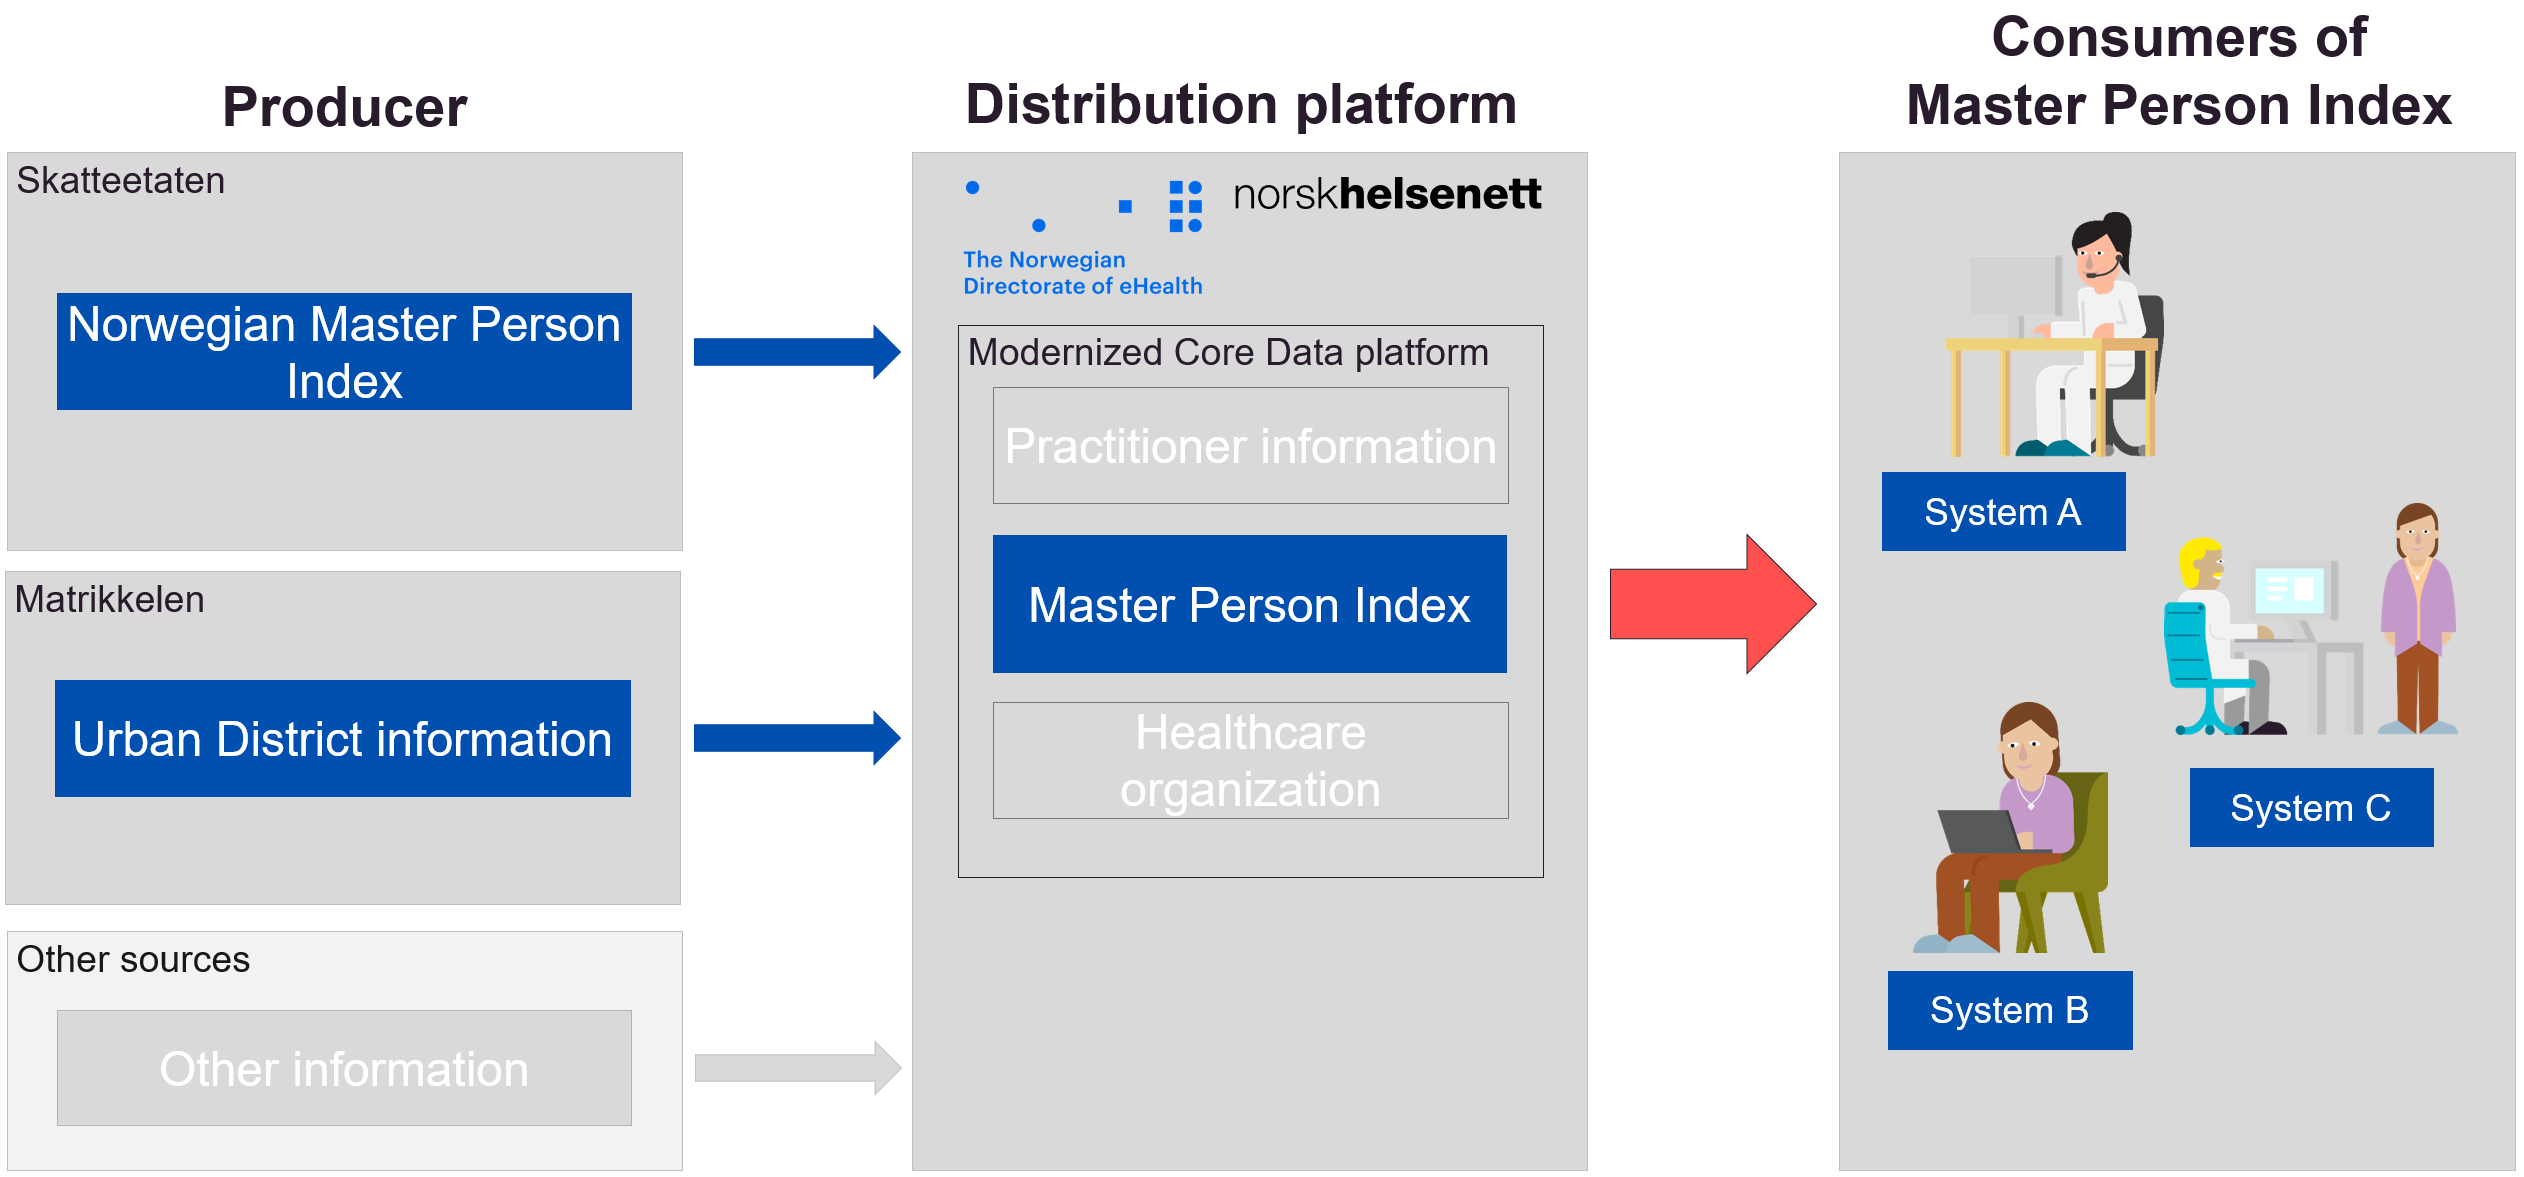 Producer
Skatteetaten
Norwegian Master Person
Index
Matrikkelen
Urban District information
Other sources
Other information
Distribution platform
norskhelsenett
The Norwegian
Directorate of eHealth
Modernized Core Data platform
Practitioner information
Master Person Index
Healthcare
organization
Consumers of
Master Person Index
System A
System C
System B